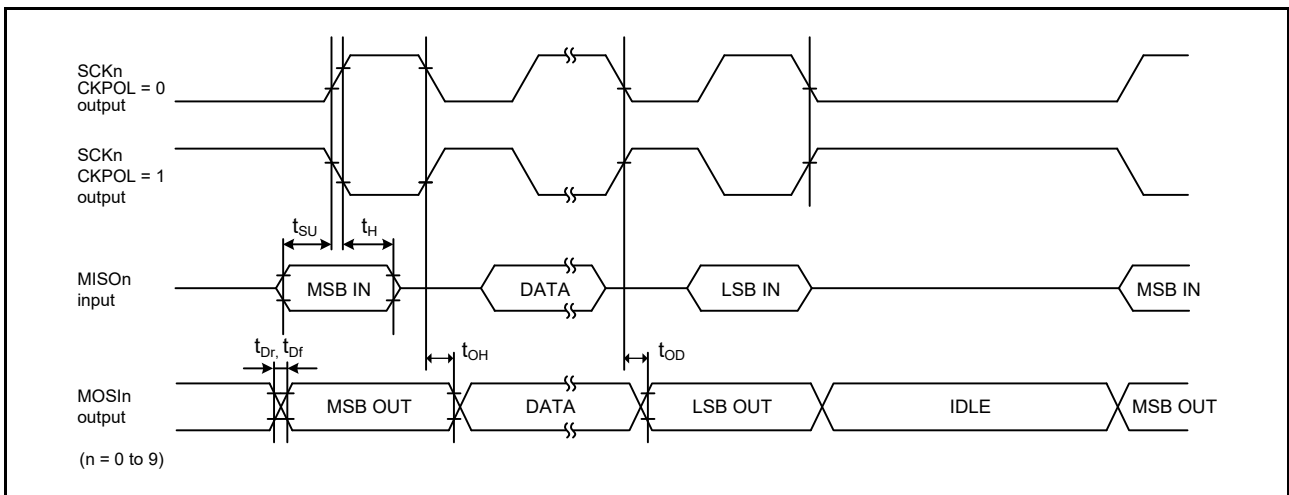 SCKn
CKPOL = 0
output
SCKn
CKPOL = 1
output
tSU
tH
MISOn
input
MSB IN
DATA
LSB IN
MSB IN
tDr, tDf
tOH
tOD
MOSIn
output
MSB OUT
DATA
LSB OUT
IDLE
MSB OUT
(n = 0 to 9)